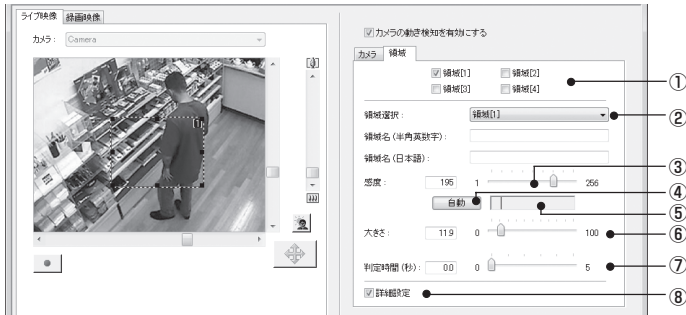 ライブ映像 録画映像
カメラ: Camera
[1]
カメラの動き検知を有効にする
カメラ 領域
領域[1] 領域[2] ①
領域[3] 領域[4]
領域選択: 領域[1] ②
領域名(半角英数字):
領域名(日本語):
感度: 195 1 256 ③
自動 ④
⑤
大きさ: 11.9 0 100 ⑥
判定時間(秒): 0.0 0 5 ⑦
詳細設定 ⑧